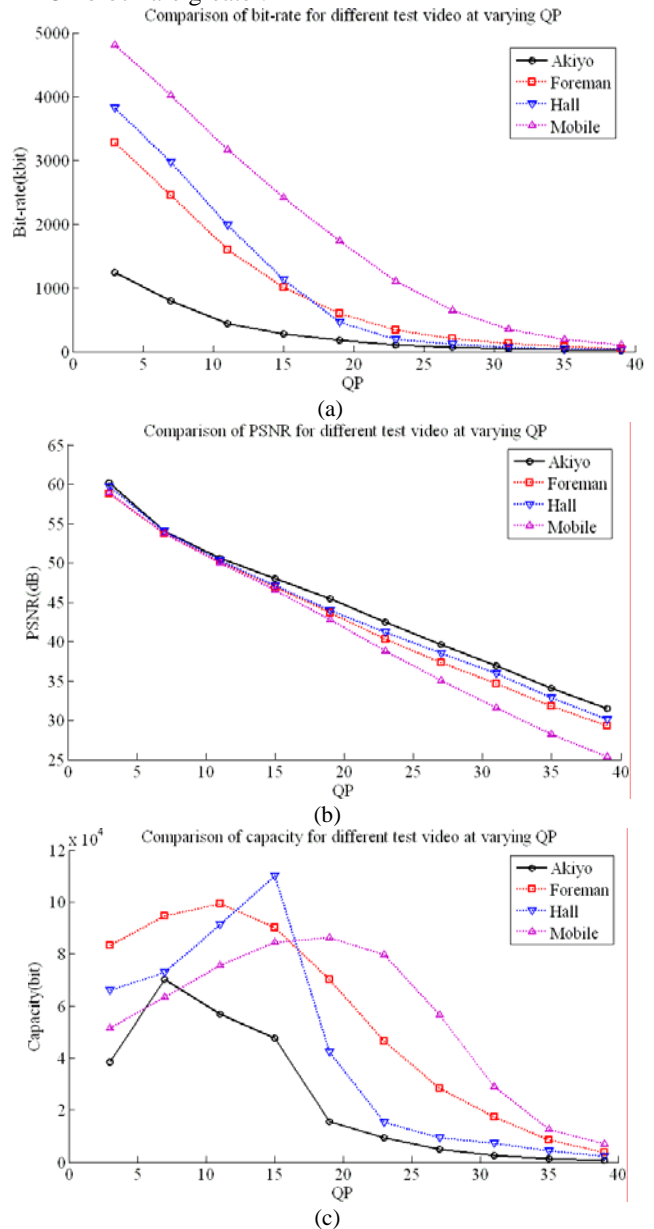 Comparison of bit-rate for different test video at varying QP
5000
4000
3000
2000
1000
0
Bit-rate(kbit)
Akiyo
Foreman
Hall
Mobile
0 5 10 15 20 25 30 35 40
QP
(a)
Comparison of PSNR for different test video at varying QP
65
60
55
50
45
40
35
30
25
PSNR(dB)
Akiyo
Foreman
Hall
Mobile
0 5 10 15 20 25 30 35 40
QP
(b)
x 10^4
Comparison of capacity for different test video at varying QP
12
10
8
6
4
2
0
Capacity(bit)
Akiyo
Foreman
Hall
Mobile
0 5 10 15 20 25 30 35 40
QP
(c)